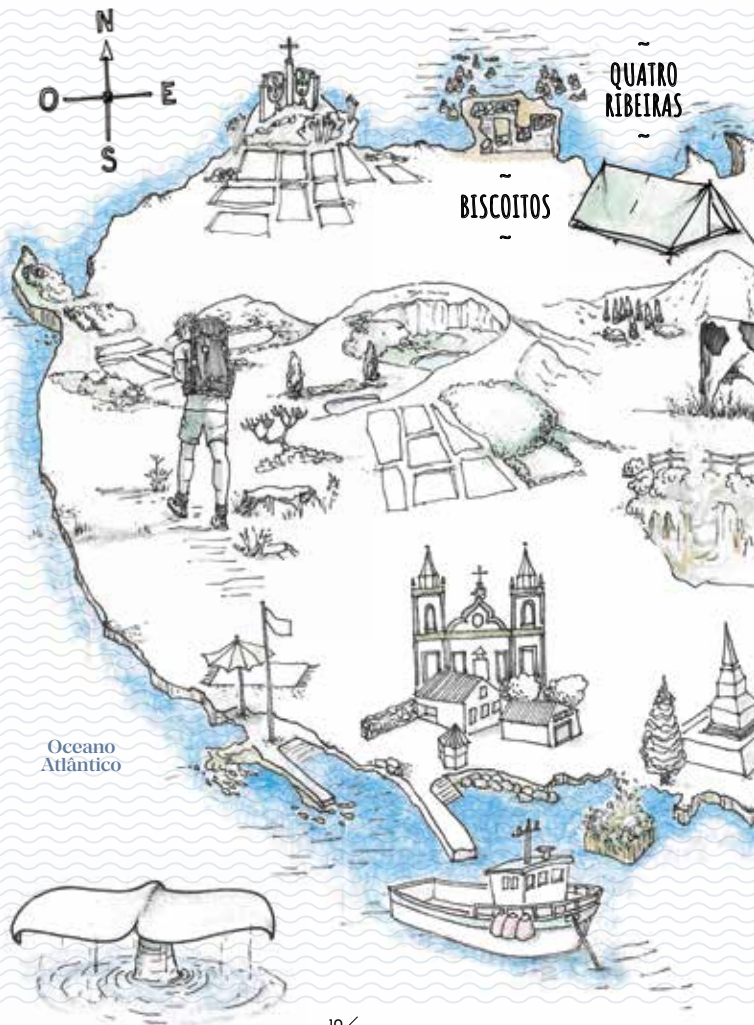 N
O E
S
~
QUATRO
RIBEIRAS
~
~
BISCOITOS
~
Oceano
Atlântico